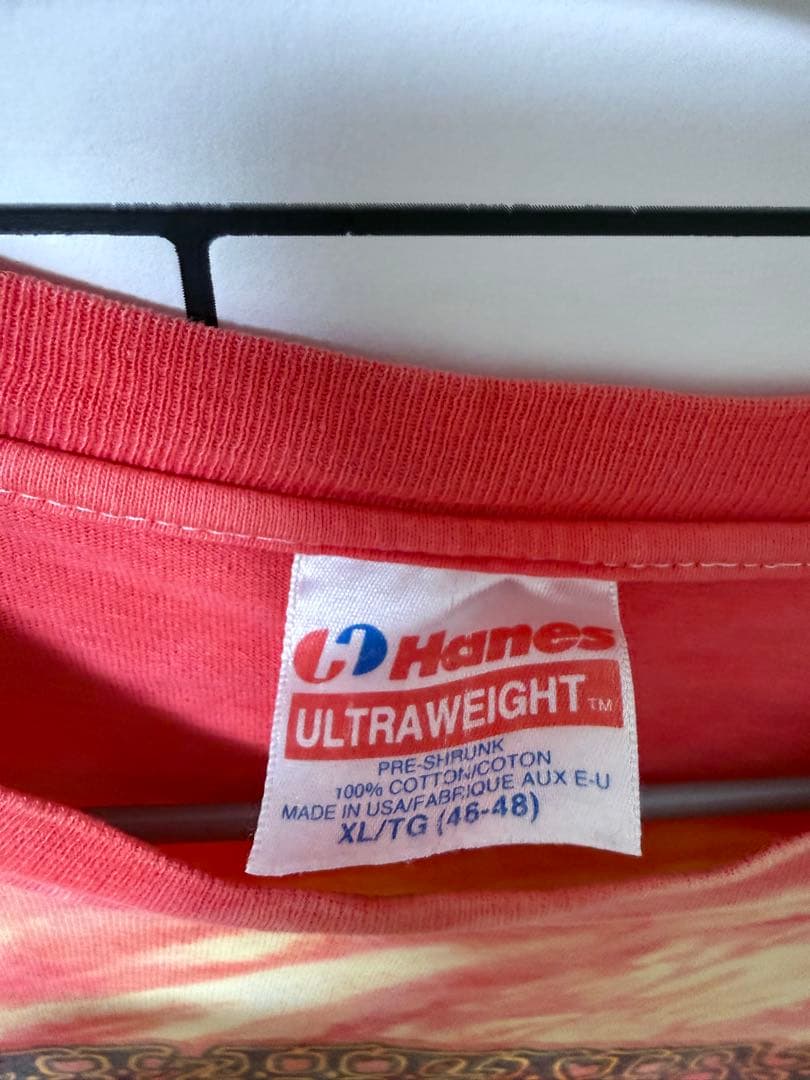 Hanes
ULTRAWEIGHT™
PRE-SHRUNK
100% COTTON/COTON
MADE IN USA/FABRIQUE AUX E-U
XL/TG (46-48)